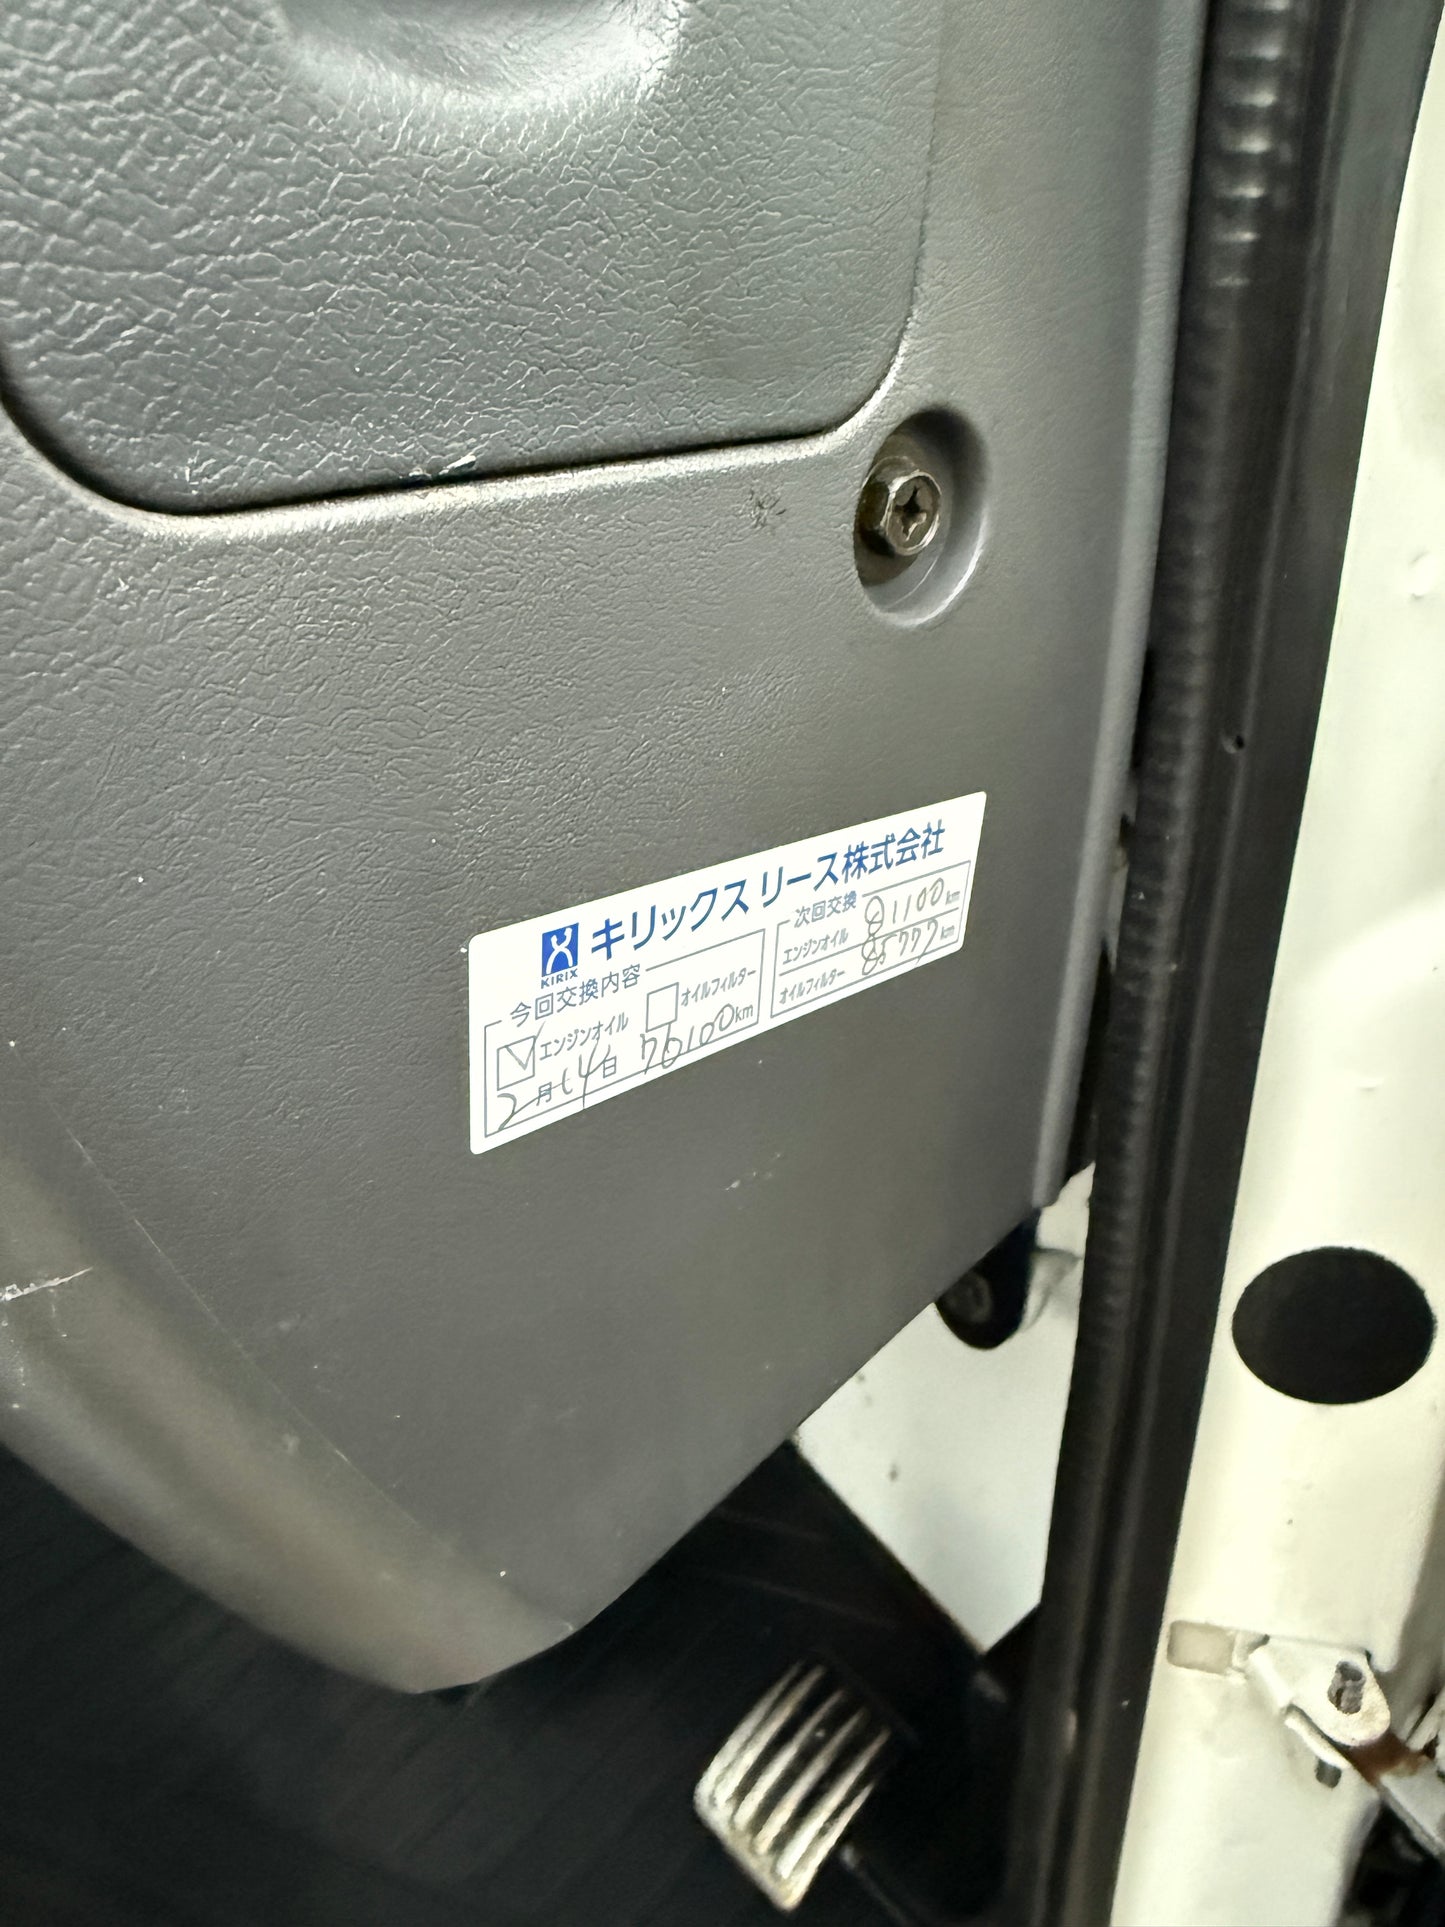 キリックスリース株式会社
KIRIX
今回交換内容
エンジンオイル オイルフィルター
2月14日 76100km
次回交換
エンジンオイル 81100km
オイルフィルター 85777km